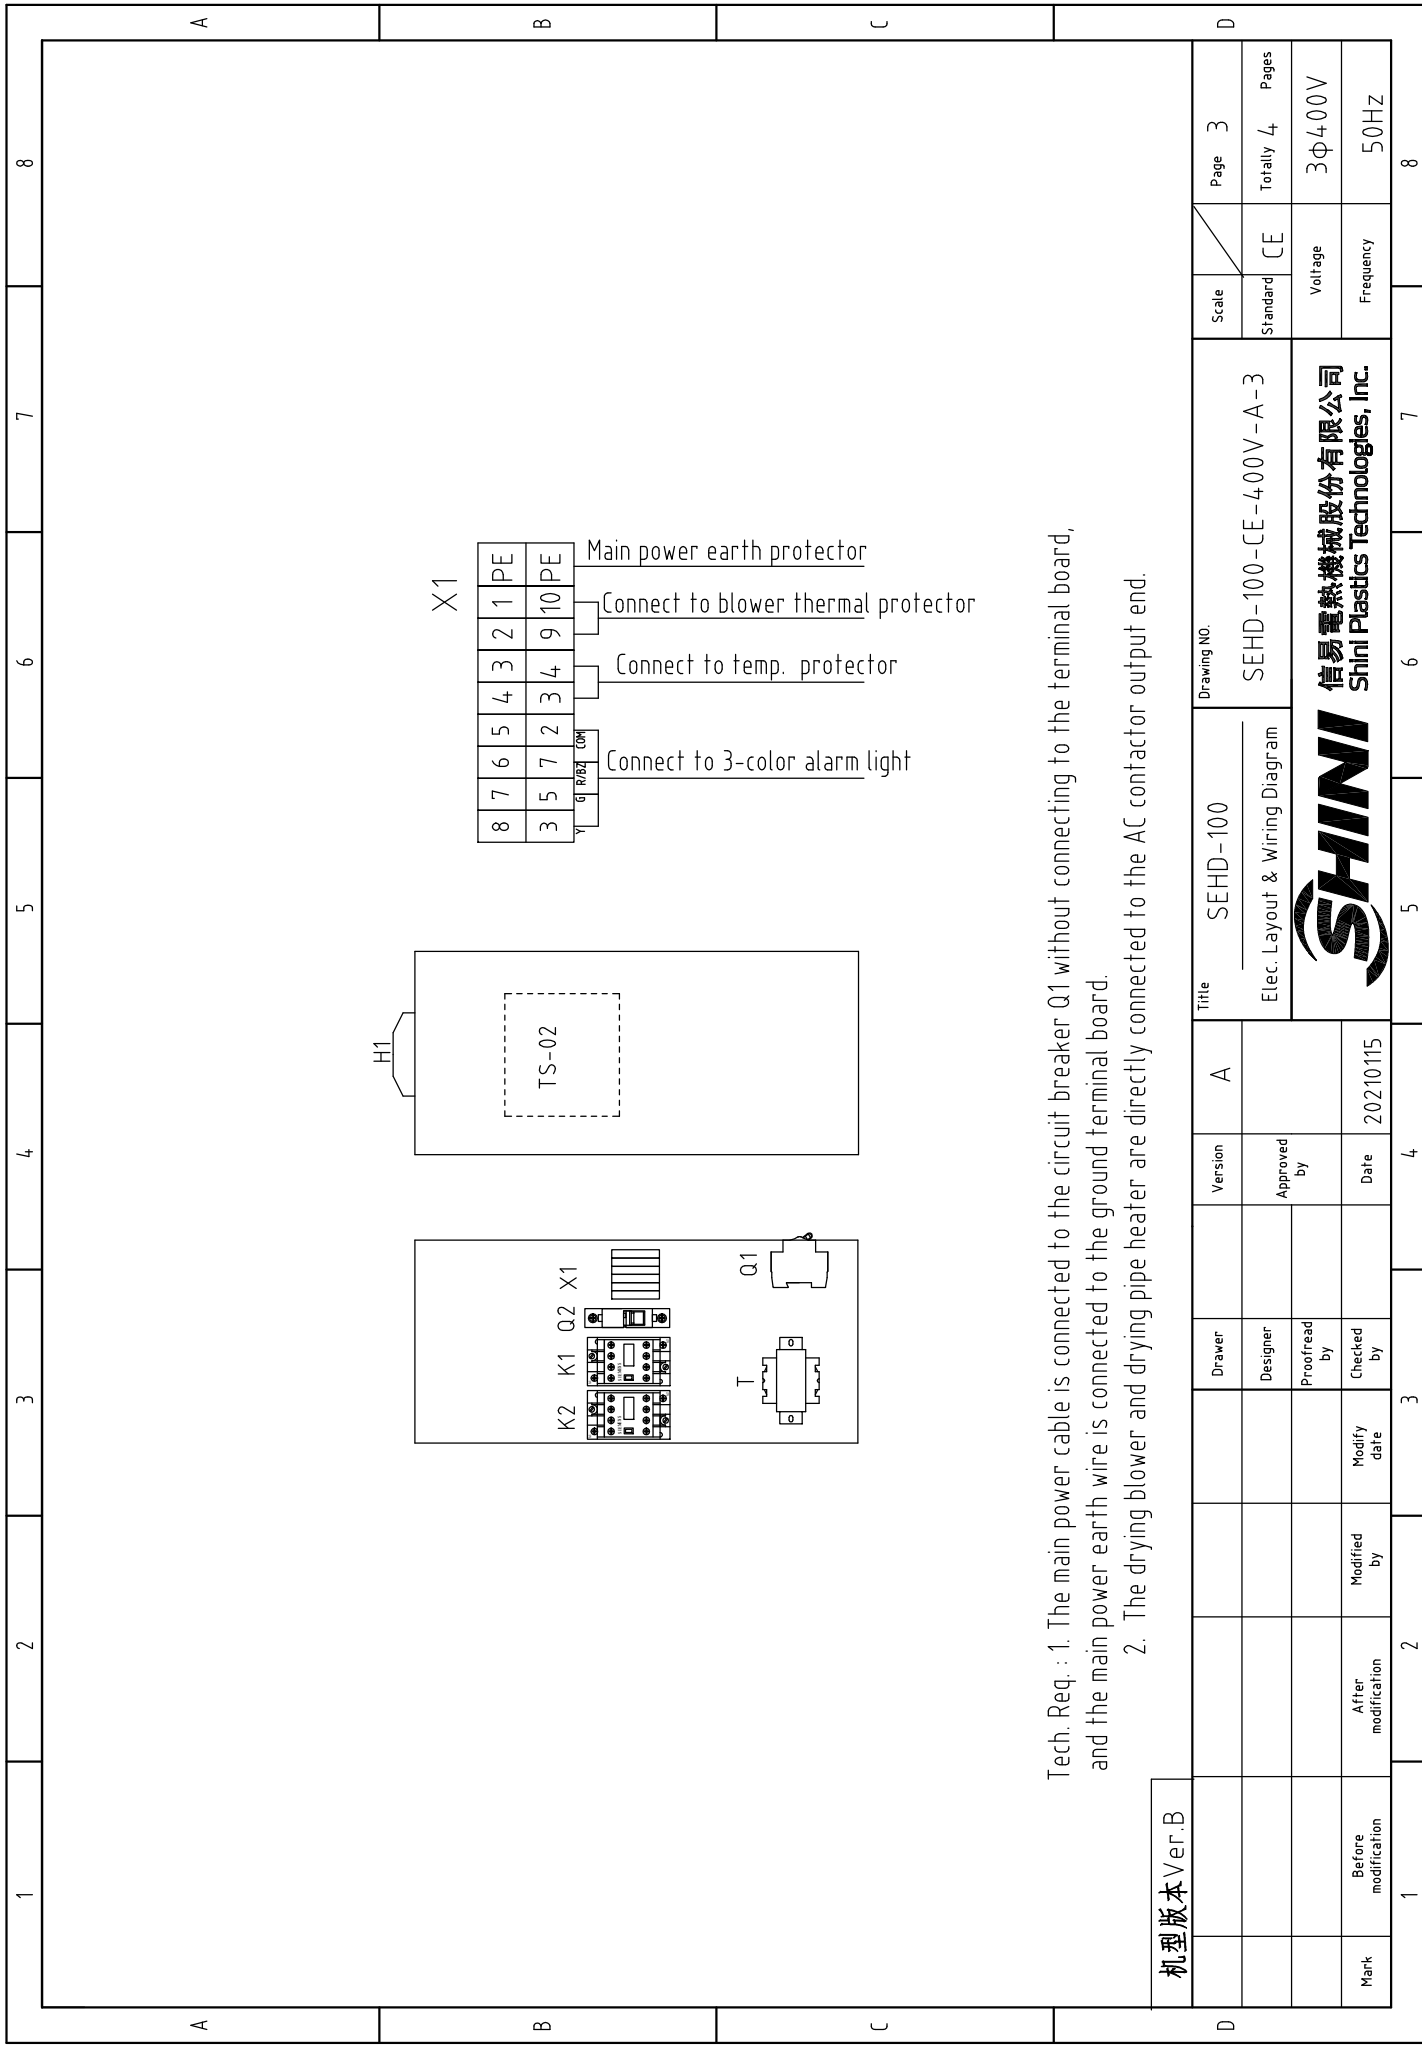 1 2 3 4 5 6 7 8
A A
H1
X1
8 7 6 5 4 3 2 1 PE
B B
3 5 7 2 3 4 9 10 PE
K2 K1 Q2 X1
TS-02
Y G R/BZ COM
Main power earth protector
Connect to blower thermal protector
Connect to temp. protector
Connect to 3-color alarm light
T Q1
C C
Tech. Req. : 1. The main power cable is connected to the circuit breaker Q1 without connecting to the terminal board,
and the main power earth wire is connected to the ground terminal board.
2. The drying blower and drying pipe heater are directly connected to the AC contactor output end.
机型版本Ver.B
D D
Drawer
Version A
Title
SEHD-100
Elec. Layout & Wiring Diagram
Drawing NO.
SEHD-100-CE-400V-A-3
Scale
Page 3
Designer
Approved
by
Standard CE
Totally 4 Pages
Proofread
by
Voltage 3ϕ400V
Mark
Before
modification
After
modification
Modified
by
Modify
date
Checked
by
Date 20210115
SHINI
信易電熱機械股份有限公司
Shini Plastics Technologies, Inc.
Frequency 50HZ
1 2 3 4 5 6 7 8